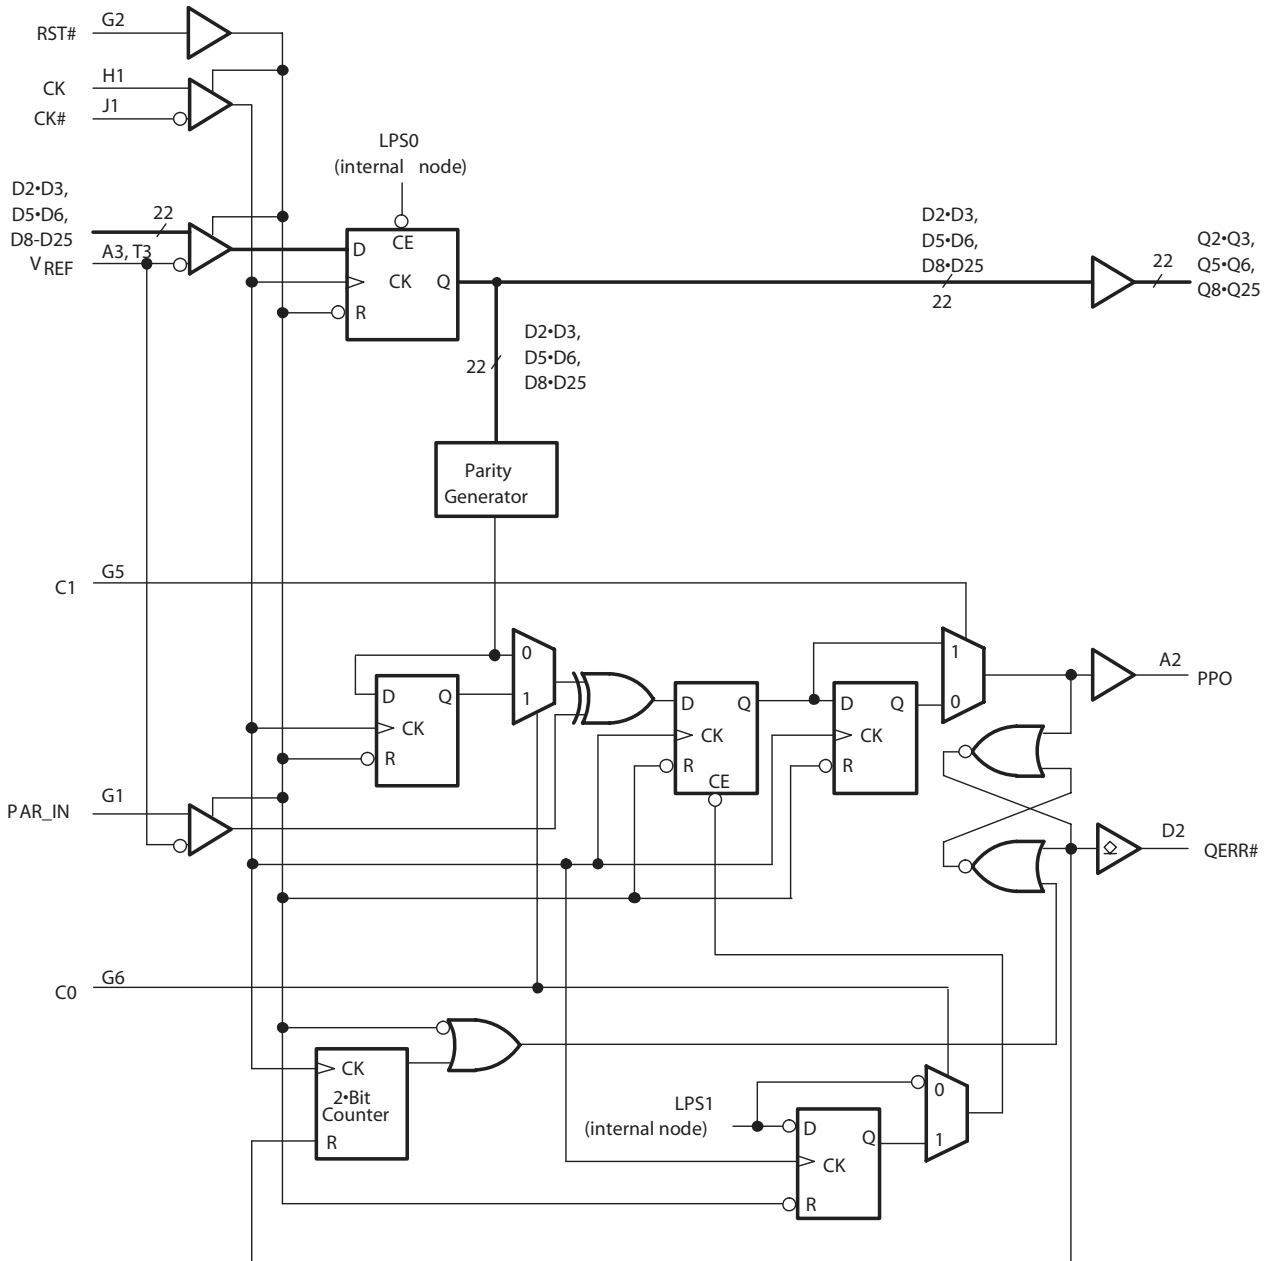 RST#
G2
CK
H1
CK#
J1
LPS0
(internal node)
D2•D3,
D5•D6,
D8-D25
22
VREF
A3, T3
D
CE
CK
Q
R
D2•D3,
D5•D6,
D8•D25
22
22
Q2•Q3,
Q5•Q6,
Q8•Q25
22
D2•D3,
D5•D6,
D8•D25
Parity
Generator
C1
G5
0
1
D
Q
CK
R
D
Q
CK
R
CE
D
Q
CK
R
1
0
A2
PPO
PAR_IN
G1
D2
QERR#
C0
G6
CK
2•Bit
Counter
R
LPS1
(internal node)
D
Q
CK
R
0
1